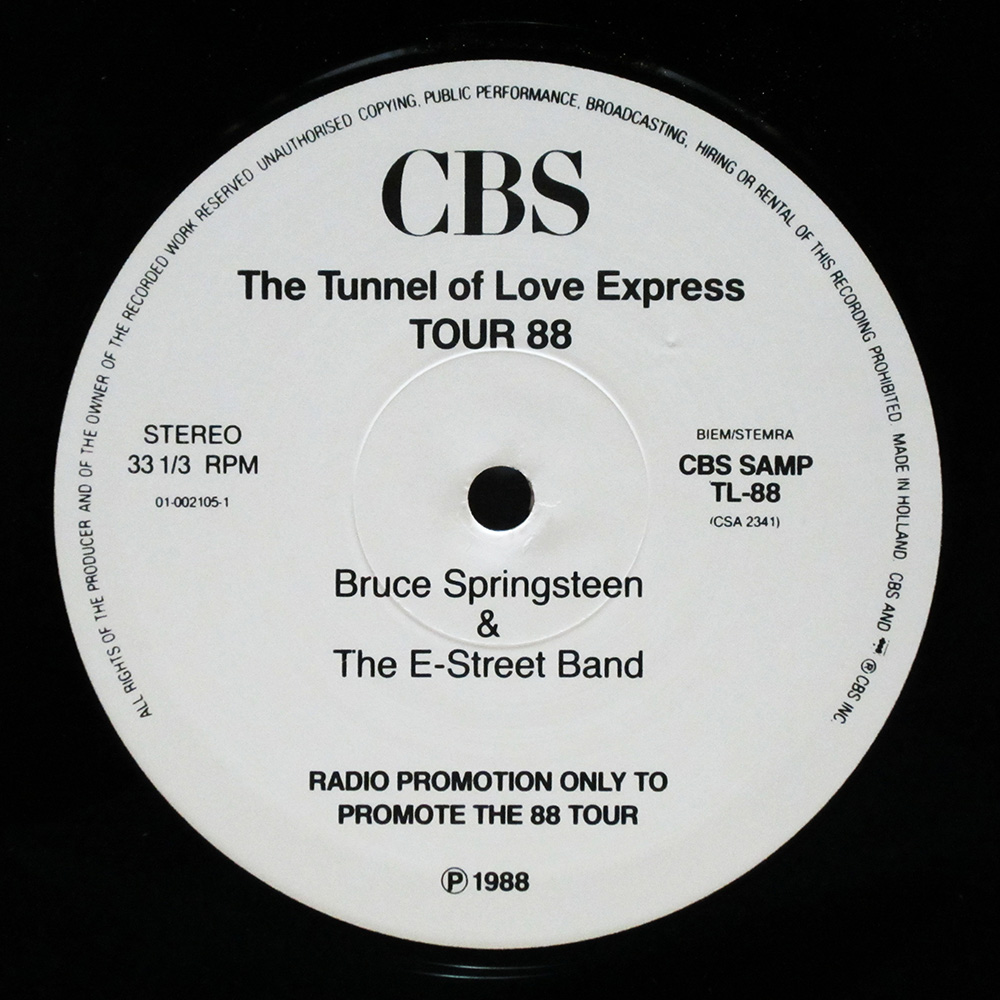 ALL RIGHTS OF THE PRODUCER AND OF THE OWNER OF THE RECORDED WORK RESERVED UNAUTHORISED COPYING, PUBLIC PERFORMANCE, BROADCASTING, HIRING OR RENTAL OF THIS RECORDING PROHIBITED. MADE IN HOLLAND. CBS AND ℗ CBS INC.
CBS
The Tunnel of Love Express
TOUR 88
STEREO
33 1/3 RPM
01-002105-1
BIEM/STEMRA
CBS SAMP
TL-88
(CSA 2341)
Bruce Springsteen
&
The E-Street Band
RADIO PROMOTION ONLY TO
PROMOTE THE 88 TOUR
℗ 1988